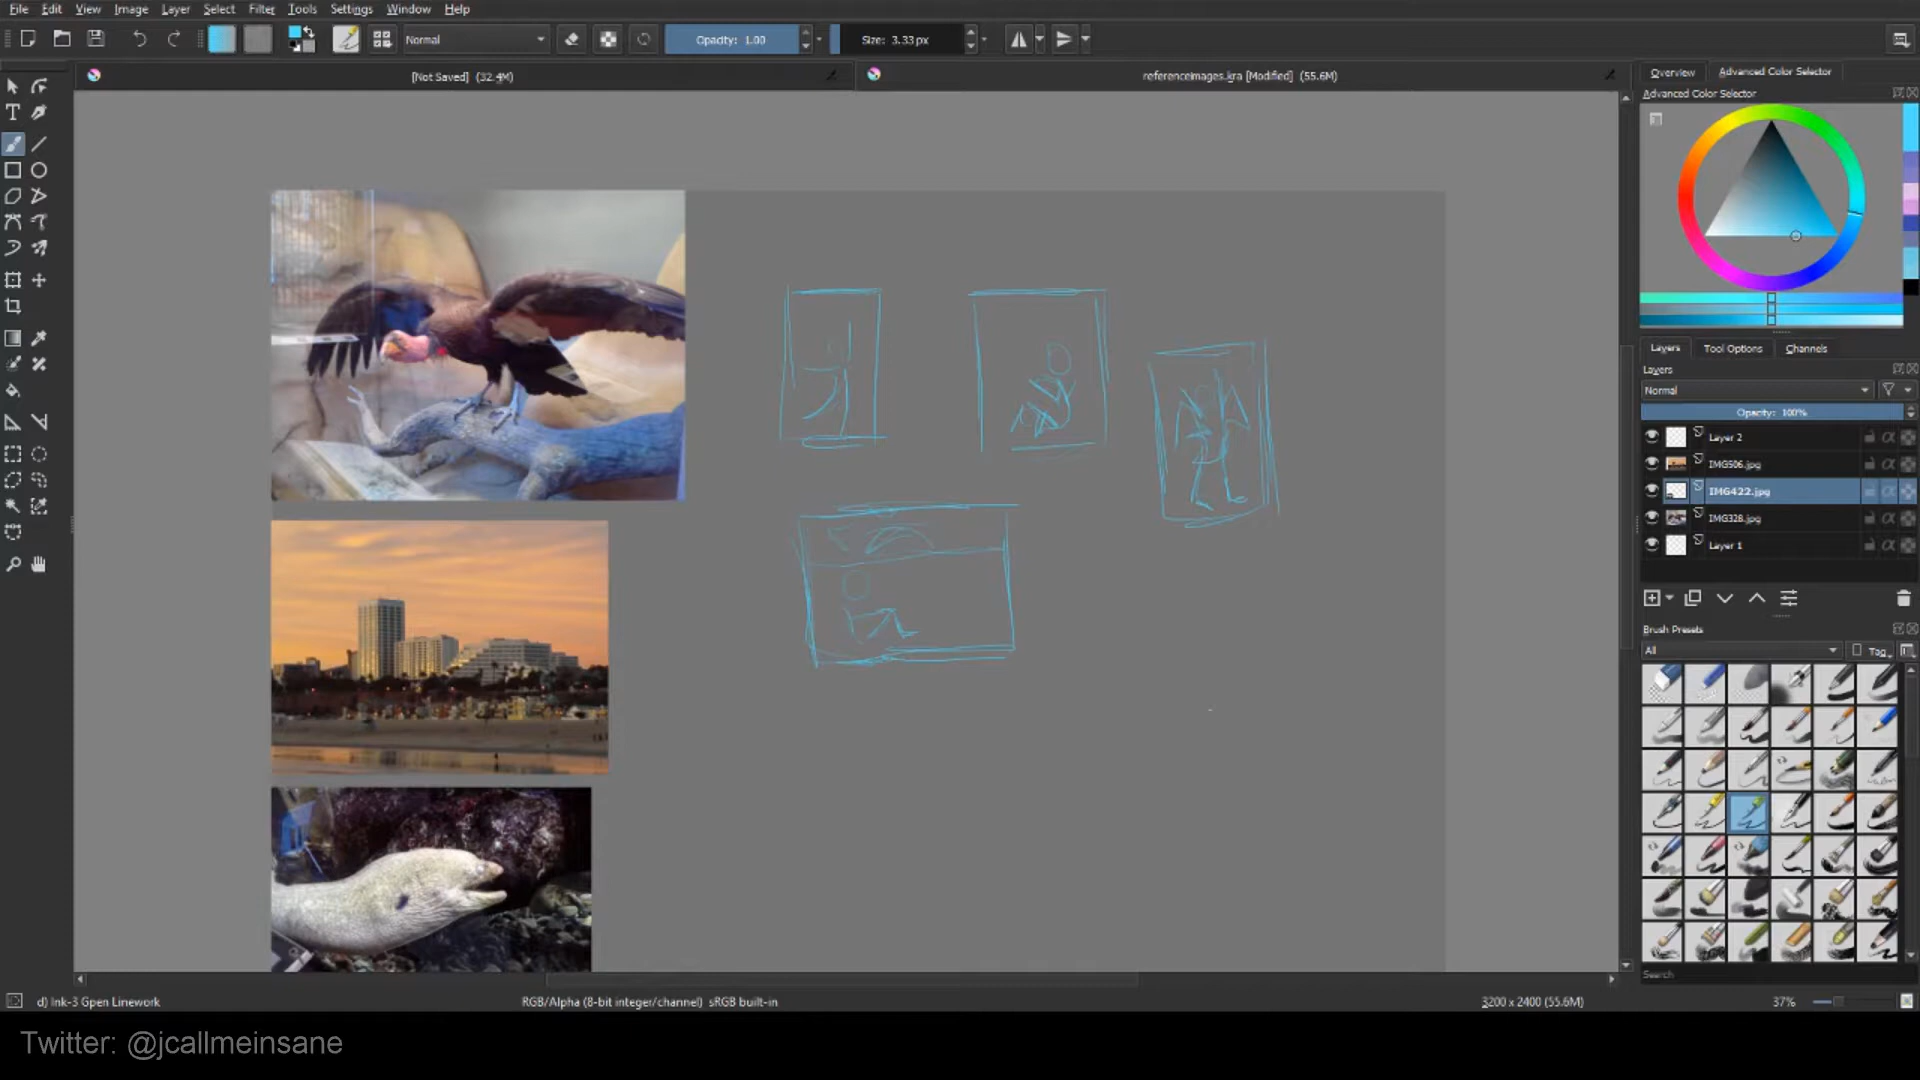 File Edit View Image Layer Select Filter Tools Settings Window Help
Normal
Opacity: 1.00
Size: 3.33 px
[Not Saved] (32.4M)
referenceimages.kra [Modified] (55.6M)
Overview
Advanced Color Selector
Advanced Color Selector
Layers
Tool Options
Channels
Layers
Normal
Opacity: 100%
Layer 2
IMG506.jpg
IMG422.jpg
IMG328.jpg
Layer 1
Brush Presets
All
Tag
Search
d) Ink-3 Gpen Linework
RGB/Alpha (8-bit integer/channel) sRGB built-in
3200 x 2400 (55.6M)
37%
Twitter: @jcallmeinsane